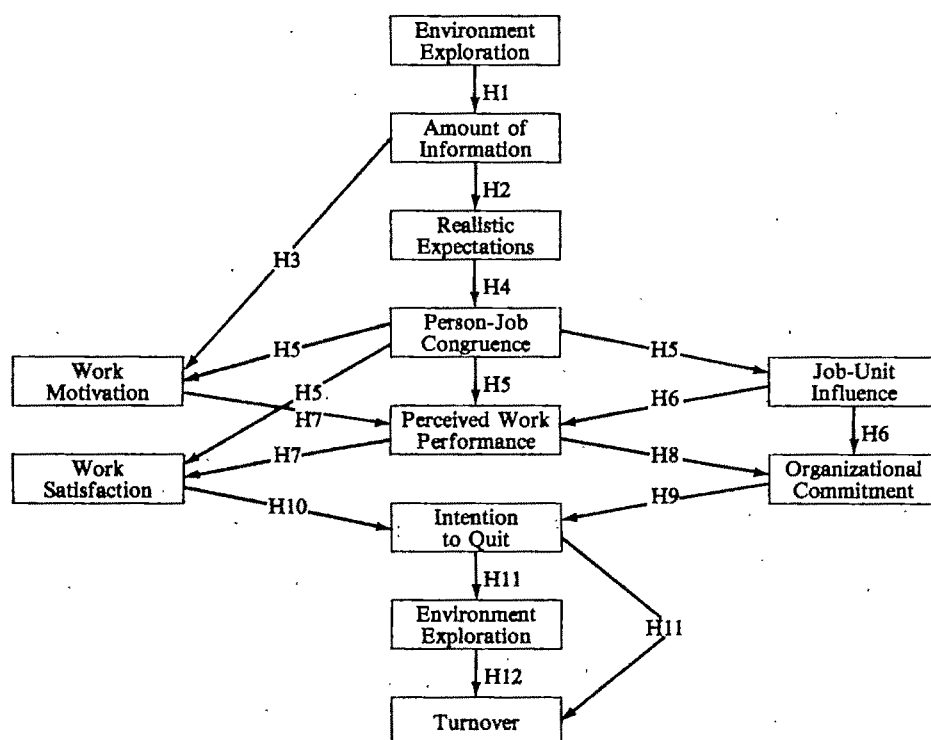 Environment
Exploration
H1
Amount of
Information
H2
Realistic
Expectations
H3
H4
Person-Job
Congruence
H5
H5
Work
Motivation
H5
H5
Job-Unit
Influence
H7
Perceived Work
Performance
H6
H6
H7
H8
Work
Satisfaction
Organizational
Commitment
H10
H9
Intention
to Quit
H11
Environment
Exploration
H11
H12
Turnover